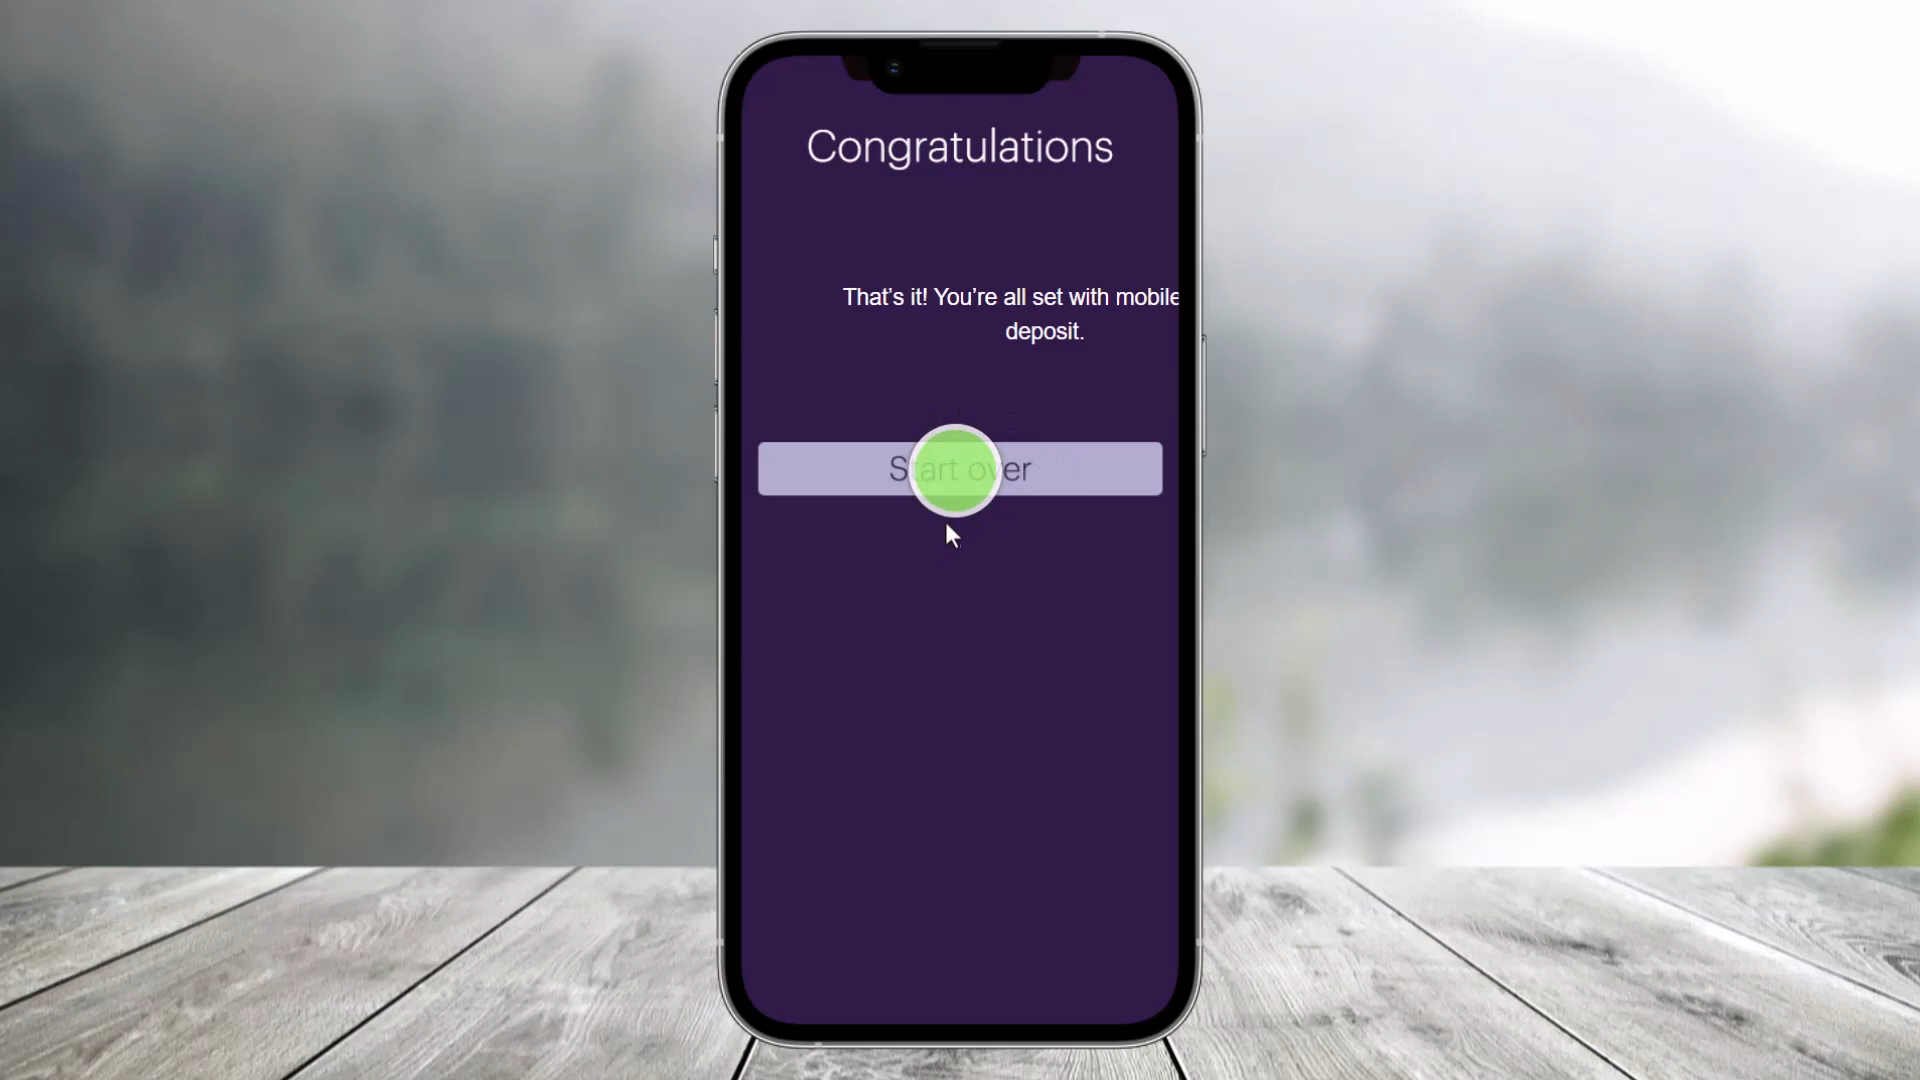 Congratulations
That’s it! You’re all set with mobile
deposit.
Start over